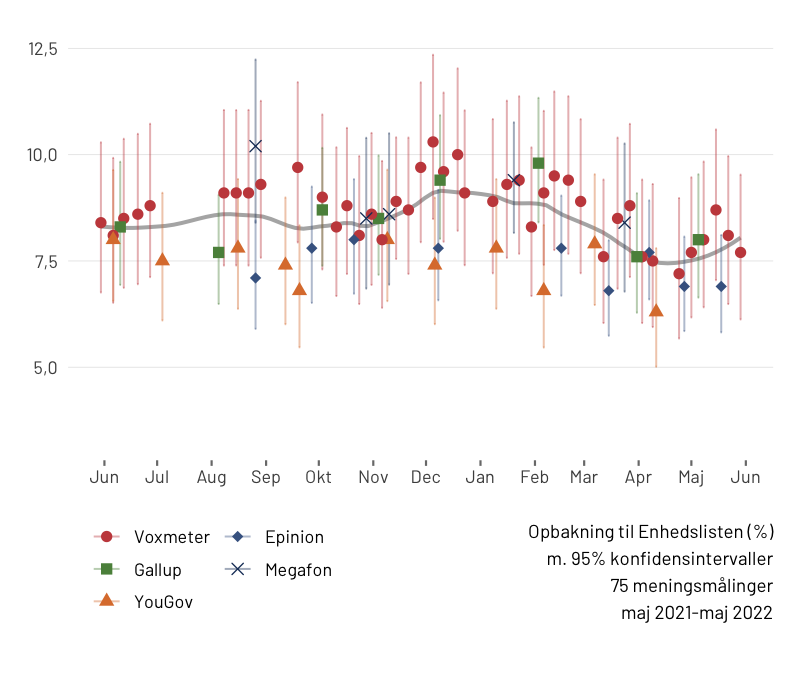 12,5
10,0
7,5
5,0
Jun Jul Aug Sep Okt Nov Dec Jan Feb Mar Apr Maj Jun
Voxmeter Epinion
Gallup Megafon
YouGov
Opbakning til Enhedslisten (%)
m. 95% konfidensintervaller
75 meningsmålinger
maj 2021-maj 2022